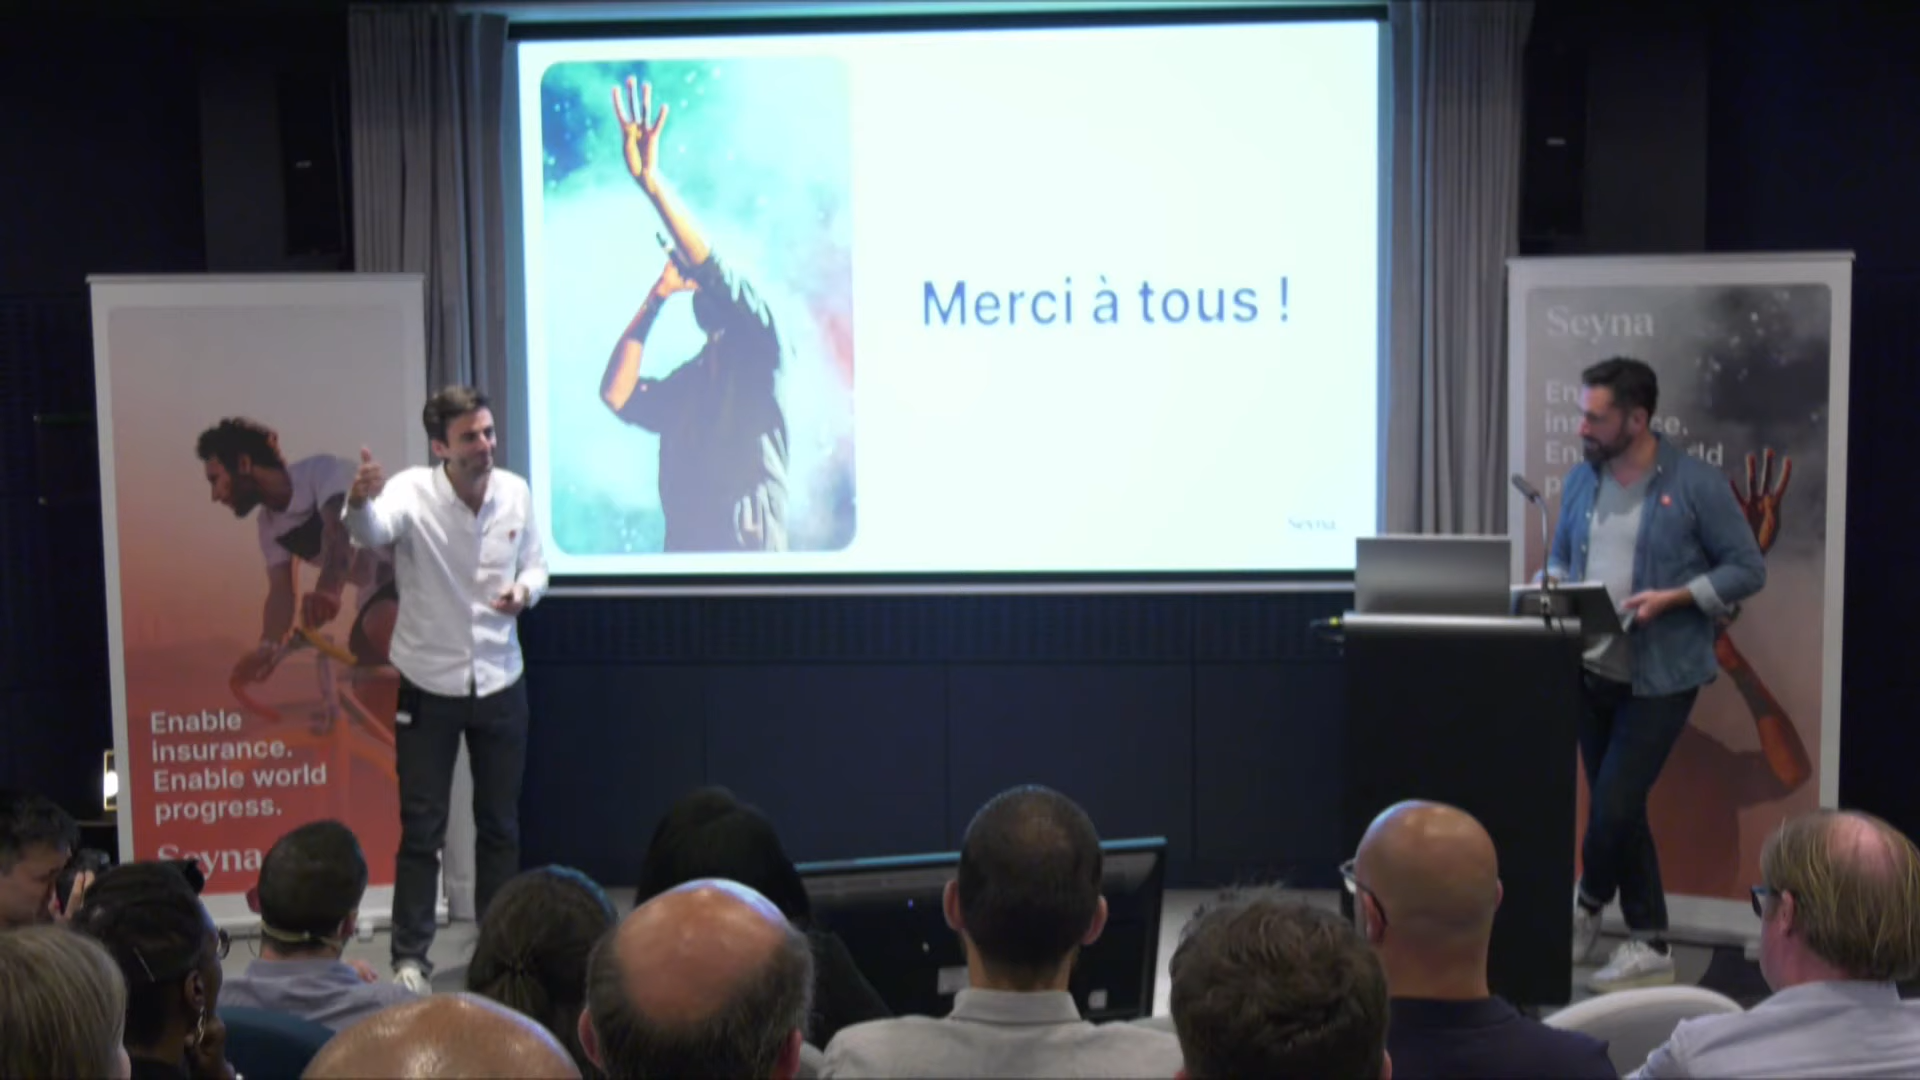 Merci à tous !
Seyna
Enable
insurance.
Enable world
progress.
Seyna
Seyna